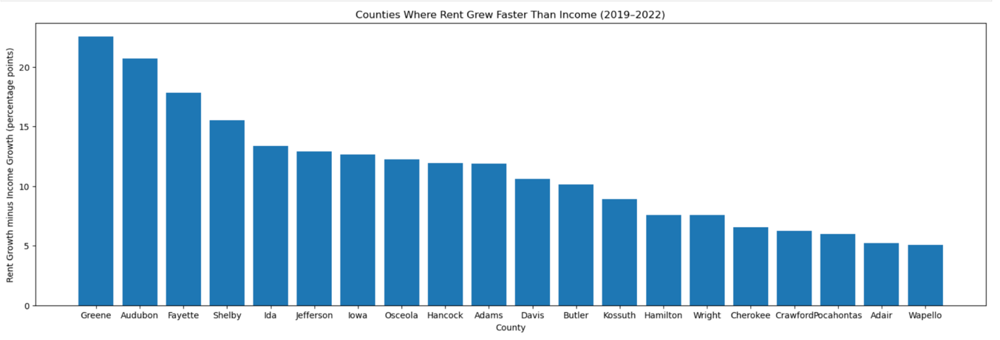 Counties Where Rent Grew Faster Than Income (2019–2022)
Rent Growth minus Income Growth (percentage points)
20
15
10
5
0
Greene Audubon Fayette Shelby Ida Jefferson Iowa Osceola Hancock Adams Davis Butler Kossuth Hamilton Wright Cherokee Crawford Pocahontas Adair Wapello
County